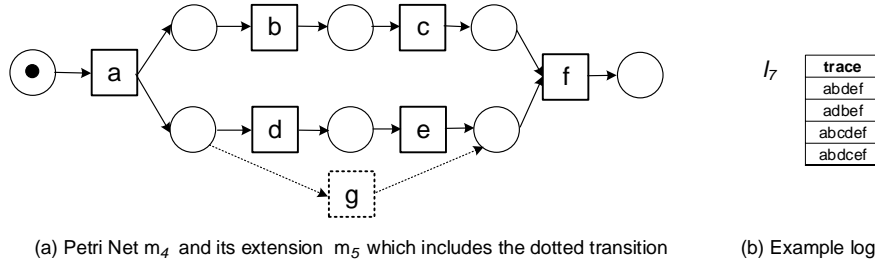 b
c
a
f
d
e
g
l7
trace
abdef
adbef
abcdef
abdcef
(a) Petri Net m4 and its extension m5 which includes the dotted transition
(b) Example log